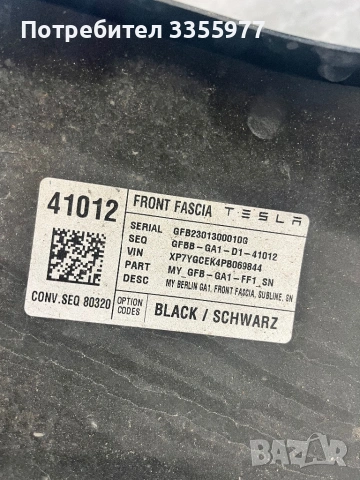 Потребител 3355977
41012
FRONT FASCIA TESLA
SERIAL GFB2301300010G
SEQ GFBB-GA1-D1-41012
VIN XP7YGCEK4PB069844
PART MY_GFB-GA1-FF1_SN
DESC MY BERLIN GA1, FRONT FASCIA, SUBLINE, SN
CONV.SEQ 80320
OPTION CODES
BLACK / SCHWARZ
BAZAR